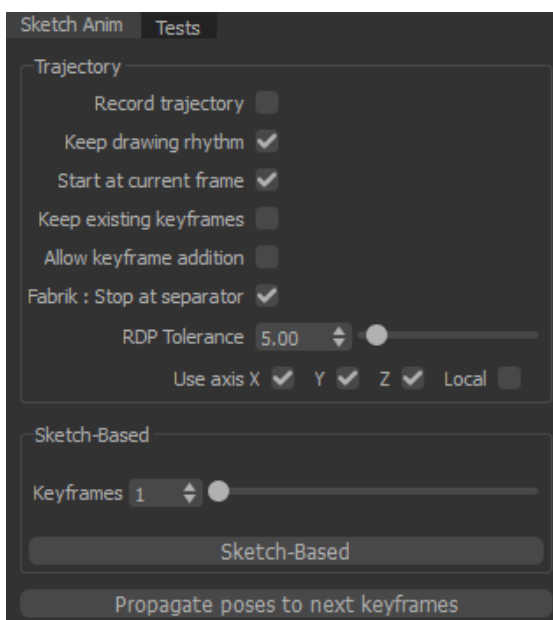 Sketch Anim Tests
Trajectory
Record trajectory
Keep drawing rhythm
Start at current frame
Keep existing keyframes
Allow keyframe addition
Fabrik : Stop at separator
RDP Tolerance 5.00
Use axis X Y Z Local
Sketch-Based
Keyframes 1
Sketch-Based
Propagate poses to next keyframes